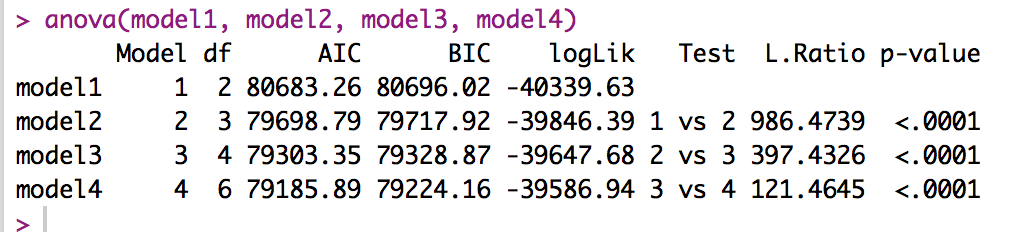 > anova(model1, model2, model3, model4)
Model df AIC BIC logLik Test L.Ratio p-value
model1 1 2 80683.26 80696.02 -40339.63
model2 2 3 79698.79 79717.92 -39846.39 1 vs 2 986.4739 <.0001
model3 3 4 79303.35 79328.87 -39647.68 2 vs 3 397.4326 <.0001
model4 4 6 79185.89 79224.16 -39586.94 3 vs 4 121.4645 <.0001
>